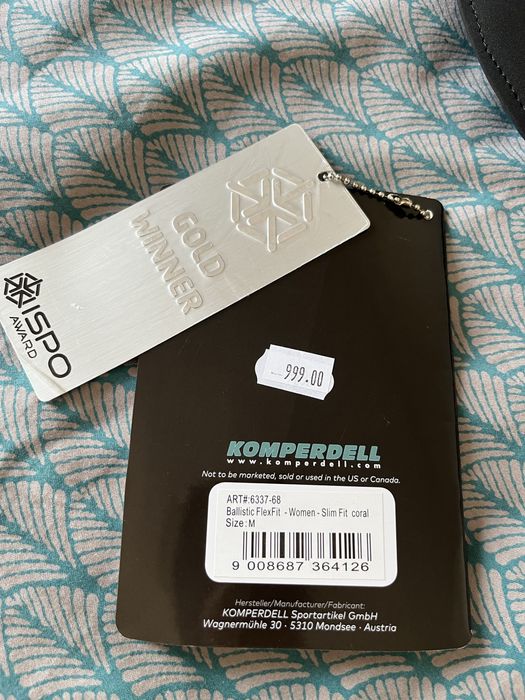 GOLD
WINNER
ISPO
AWARD
999.00
KOMPERDELL
www.komperdell.com
Not to be marketed, sold or used in the US or Canada.
ART#:6337-68
Ballistic FlexFit - Women - Slim Fit coral
Size: M
9 008687 364126
Hersteller/Manufacturer/Fabricant:
KOMPERDELL Sportartikel GmbH
Wagnermühle 30 · 5310 Mondsee · Austria